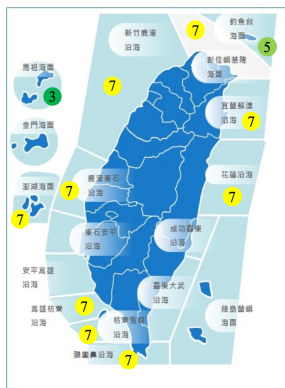 釣魚台
海面
5
新竹鹿港
沿海
7
彭佳嶼基隆
海面
馬祖海面
3
7
宜蘭蘇澳
沿海
7
金門海面
鹿港東石
沿海
7
花蓮沿海
7
澎湖海面
7
東石安平
沿海
成功臺東
沿海
安平高雄
沿海
臺東大武
沿海
高雄枋寮
沿海
7
枋寮恆春
沿海
7
綠島蘭嶼
海面
鵝鑾鼻沿海
7